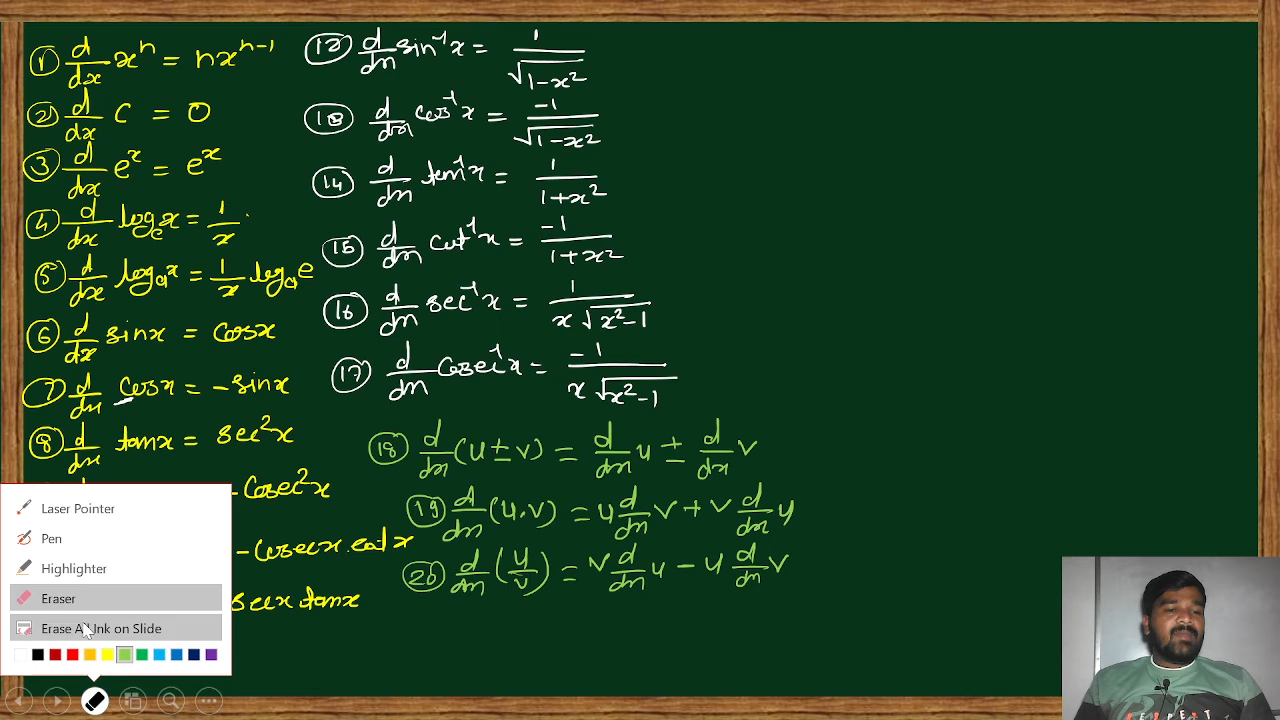 ① d/dx xⁿ = nxⁿ⁻¹
② d/dx c = 0
③ d/dx eˣ = eˣ
④ d/dx logₑx = 1/x
⑤ d/dx logₐx = 1/x logₐe
⑥ d/dx sinx = cosx
⑦ d/dx cosx = -sinx
⑧ d/dx tanx = sec²x
- cosec²x
- cosecx.cotx
secx tanx
⑫ d/dx sin⁻¹x = 1/√(1-x²)
⑬ d/dx cos⁻¹x = -1/√(1-x²)
⑭ d/dx tan⁻¹x = 1/(1+x²)
⑮ d/dx cot⁻¹x = -1/(1+x²)
⑯ d/dx sec⁻¹x = 1/(x√(x²-1))
⑰ d/dx cosec⁻¹x = -1/(x√(x²-1))
⑱ d/dx (u±v) = d/dx u ± d/dx v
⑲ d/dx (u.v) = u d/dx v + v d/dx u
⑳ d/dx (u/v) = v d/dx u - u d/dx v
Laser Pointer
Pen
Highlighter
Eraser
Erase All Ink on Slide